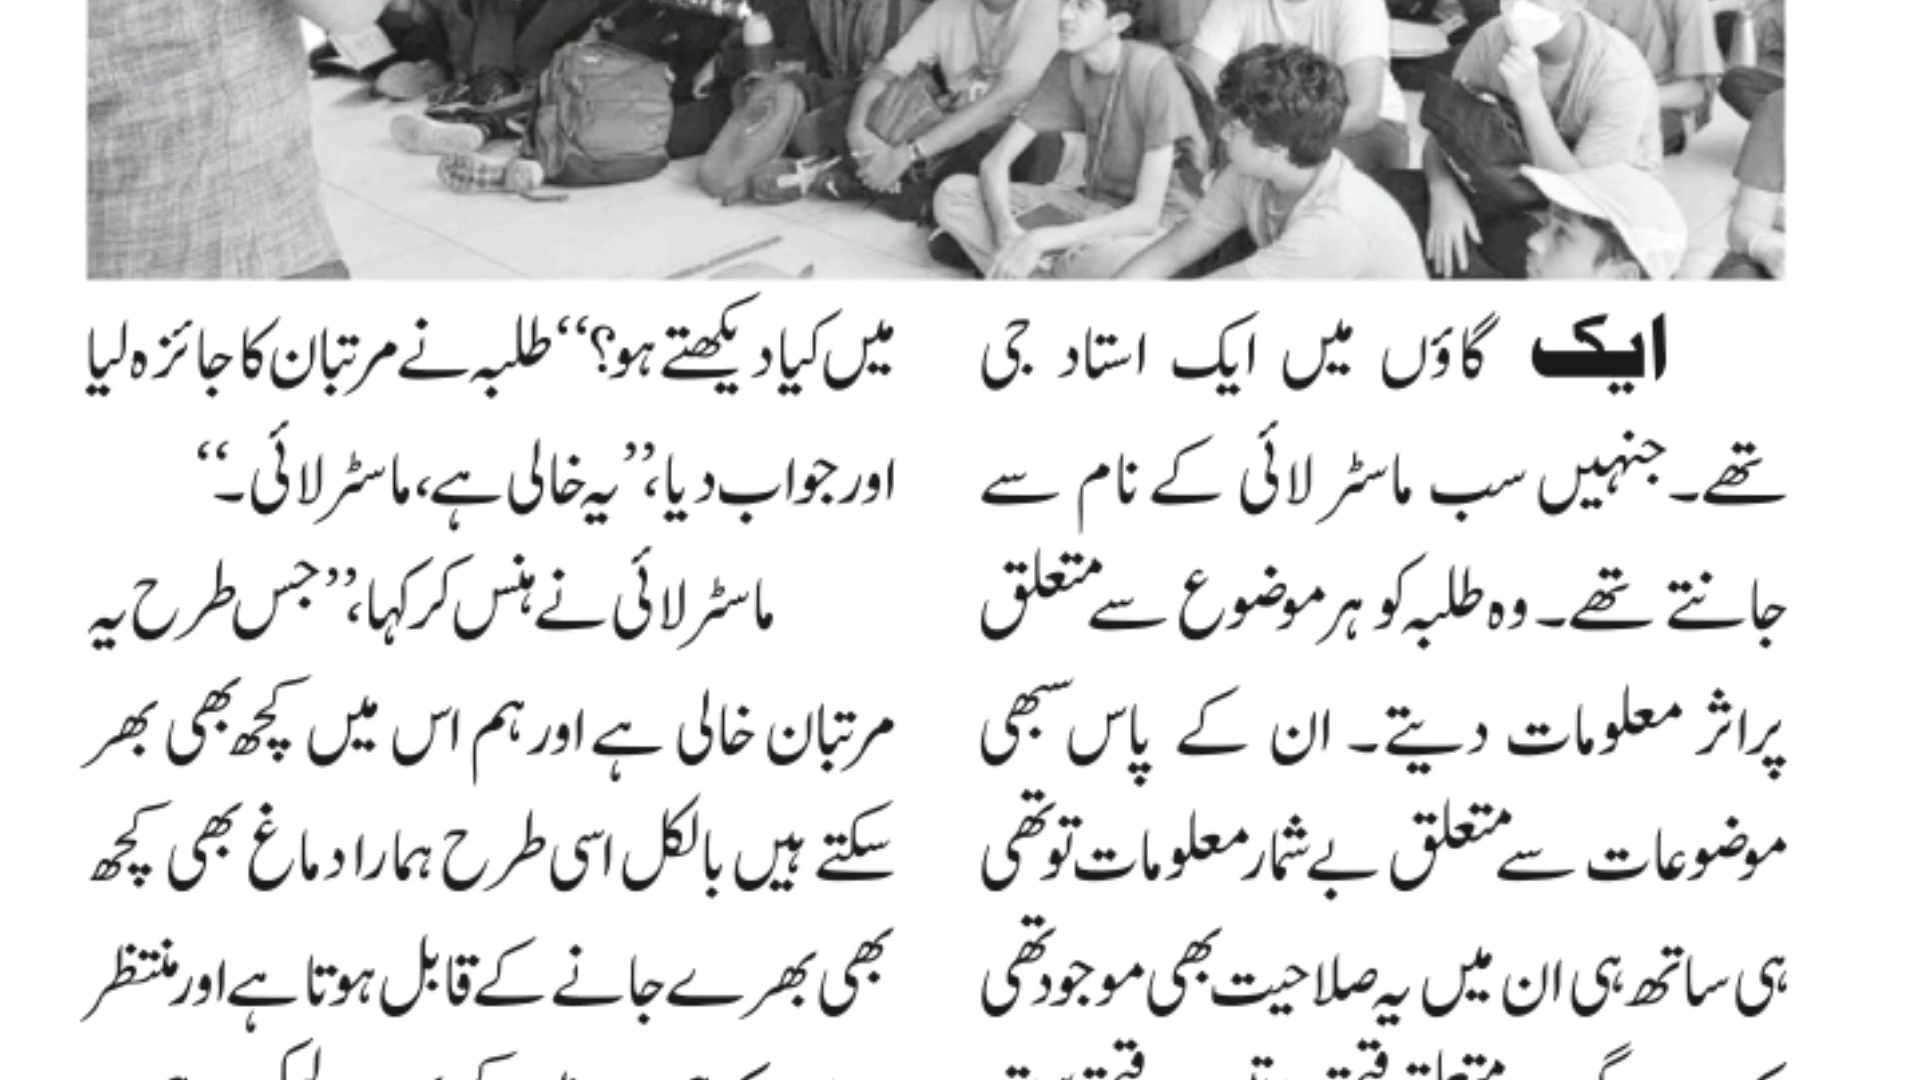 ایک گاؤں میں ایک استاد جی
تھے۔ جنہیں سب ماسٹر لائی کے نام سے
جانتے تھے۔ وہ طلبہ کو ہر موضوع سے متعلق
پراثر معلومات دیتے۔ ان کے پاس سبھی
موضوعات سے متعلق بے شمار معلومات تو تھی
ہی ساتھ ہی ان میں یہ صلاحیت بھی موجود تھی
میں کیا دیکھتے ہو؟‘‘ طلبہ نے مرتبان کا جائزہ لیا
اور جواب دیا، ’’یہ خالی ہے، ماسٹر لائی۔‘‘
ماسٹر لائی نے ہنس کر کہا، ’’جس طرح یہ
مرتبان خالی ہے اور ہم اس میں کچھ بھی بھر
سکتے ہیں بالکل اسی طرح ہمارا دماغ بھی کچھ
بھی بھرے جانے کے قابل ہوتا ہے اور منتظر